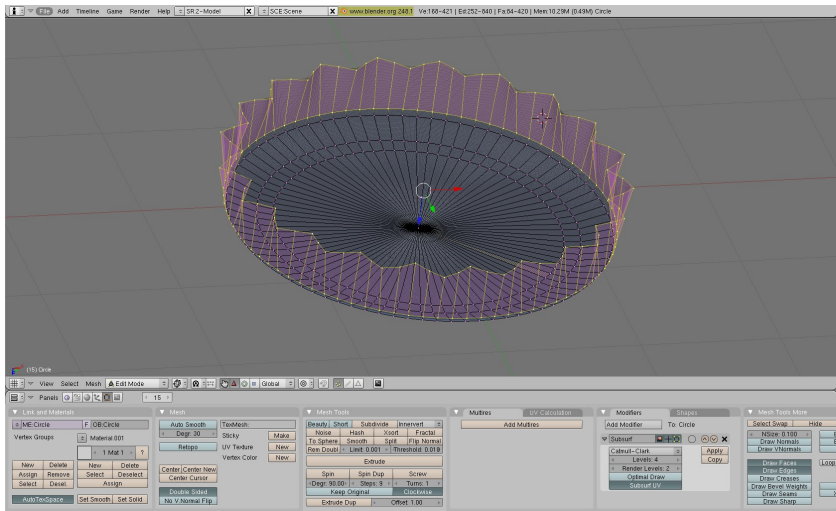 File Add Timeline Game Render Help SR:2-Model SCE:Scene www.blender.org 248.1 Ve:168-421 | Ed:252-840 | Fa:84-420 | Mem:10.29M (0.49M) Circle
(15) Circle
View Select Mesh Edit Mode Global
Panels 15
Link and Materials
ME:Circle F OB:Circle
Vertex Groups
Material.001
1 Mat 1 ?
New Delete New Delete
Assign Remove Select Deselect
Select Desel. Assign
AutoTexSpace Set Smooth Set Solid
Mesh
Auto Smooth TexMesh:
Degr: 30 Sticky Make
Retopo UV Texture New
Vertex Color New
Center Center New
Center Cursor
Double Sided
No V.Normal Flip
Mesh Tools
Beauty Short Subdivide Innervert
Noise Hash Xsort Fractal
To Sphere Smooth Split Flip Normal
Rem Doubl Limit: 0.001 Threshold: 0.010
Extrude
Spin Spin Dup Screw
Degr: 90.00 Steps: 9 Turns: 1
Keep Original Clockwise
Extrude Dup Offset: 1.00
Multires UV Calculation
Add Multires
Modifiers Shapes
Add Modifier To: Circle
Subsurf
Catmull-Clark Apply
Levels: 4 Copy
Render Levels: 2
Optimal Draw
Subsurf UV
Mesh Tools More
Select Swap Hide
NSize: 0.100
Draw Normals
Draw VNormals
Draw Faces Loop
Draw Edges
Draw Creases
Draw Bevel Weights
Draw Seams
Draw Sharp